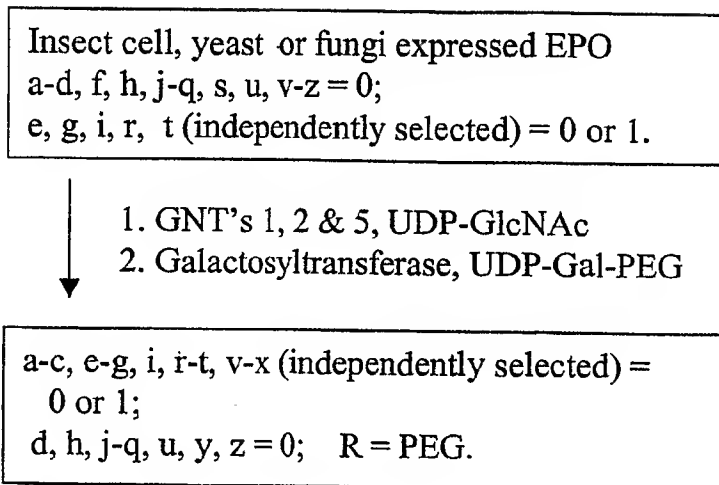 Insect cell, yeast or fungi expressed EPO
a-d, f, h, j-q, s, u, v-z = 0;
e, g, i, r, t (independently selected) = 0 or 1.
1. GNT's 1, 2 & 5, UDP-GlcNAc
2. Galactosyltransferase, UDP-Gal-PEG
a-c, e-g, i, r-t, v-x (independently selected) =
0 or 1;
d, h, j-q, u, y, z = 0; R = PEG.